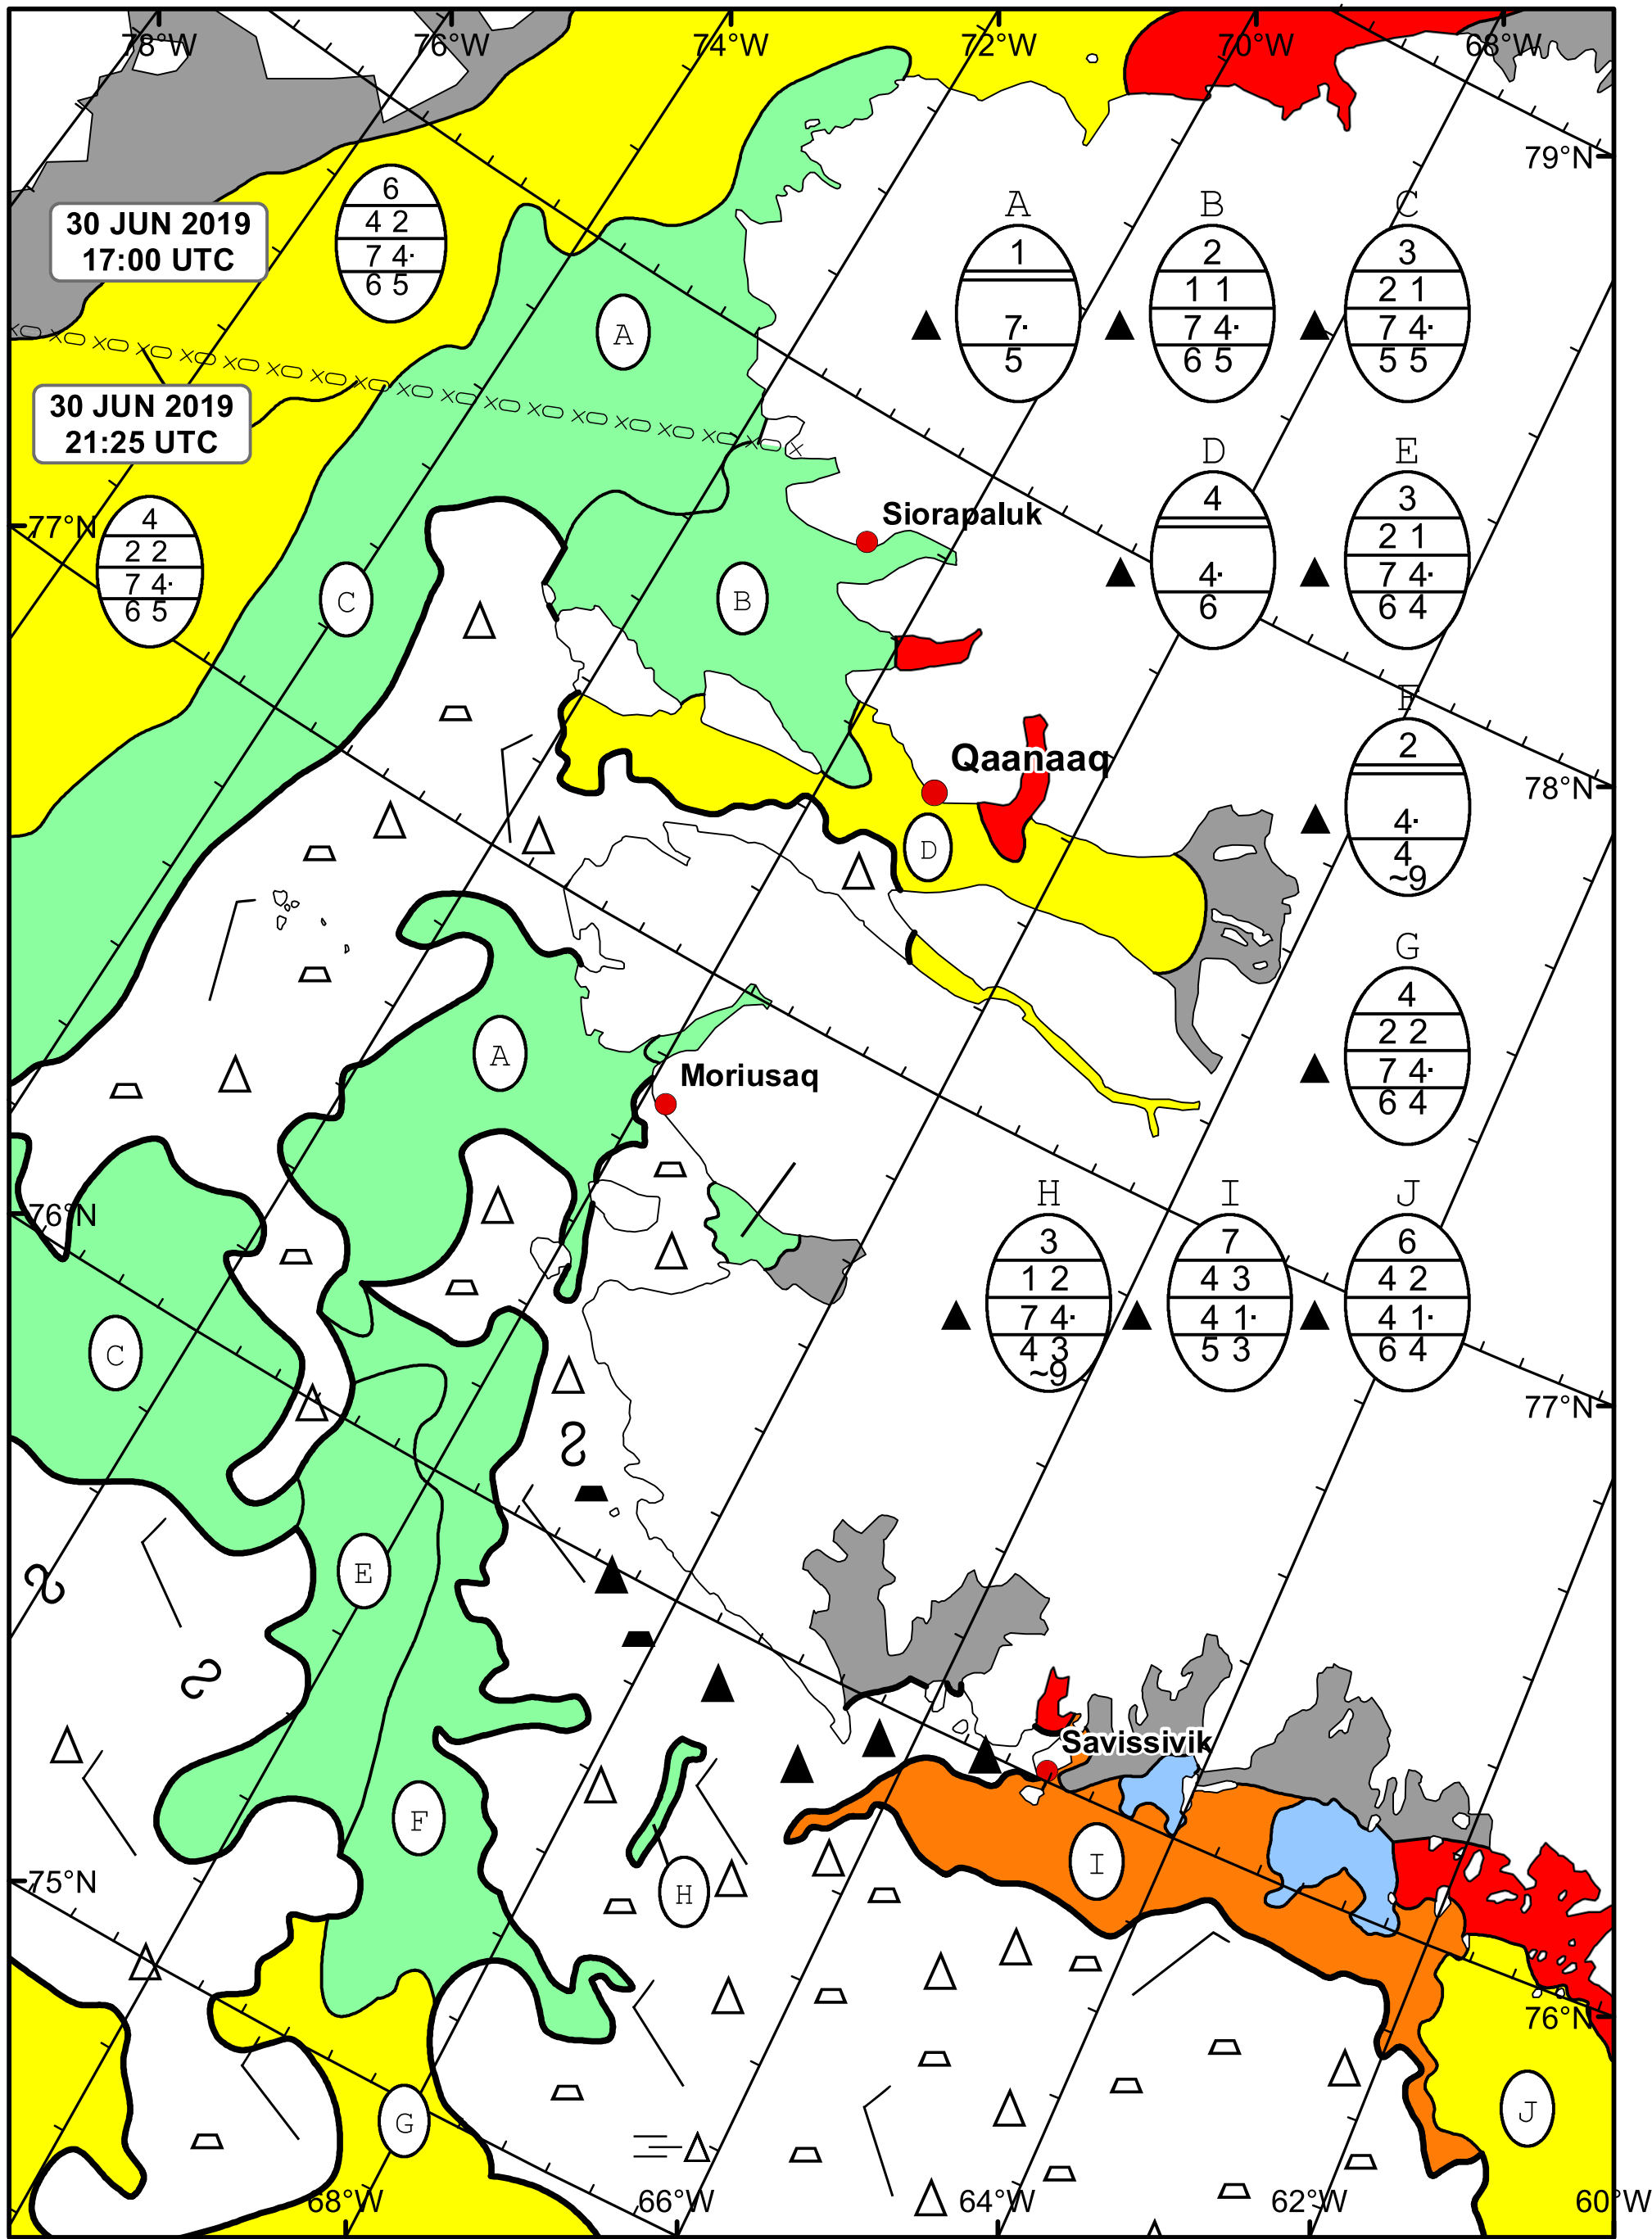 78°W 76°W 74°W 72°W 70°W 68°W
79°N
6
4 2
7 4·
6 5
30 JUN 2019
17:00 UTC
A B C
1 2 3
1 1 2 1
7· 7 4· 7 4·
5 6 5 5 5
A
30 JUN 2019
21:25 UTC
D E
4 3
2 1
4· 7 4·
6 6 4
Siorapaluk
77°N
4
2 2
7 4·
6 5
C
B
F
2
4·
4
~9
Qaanaaq
78°N
D
G
4
2 2
7 4·
6 4
A
Moriusaq
76°N
H I J
3 7 6
1 2 4 3 4 2
7 4· 4 1· 4 1·
4 3 5 3 6 4
~9
C
77°N
E
Savissivik
F
I
75°N
H
76°N
J
G
68°W 66°W 64°W 62°W 60°W